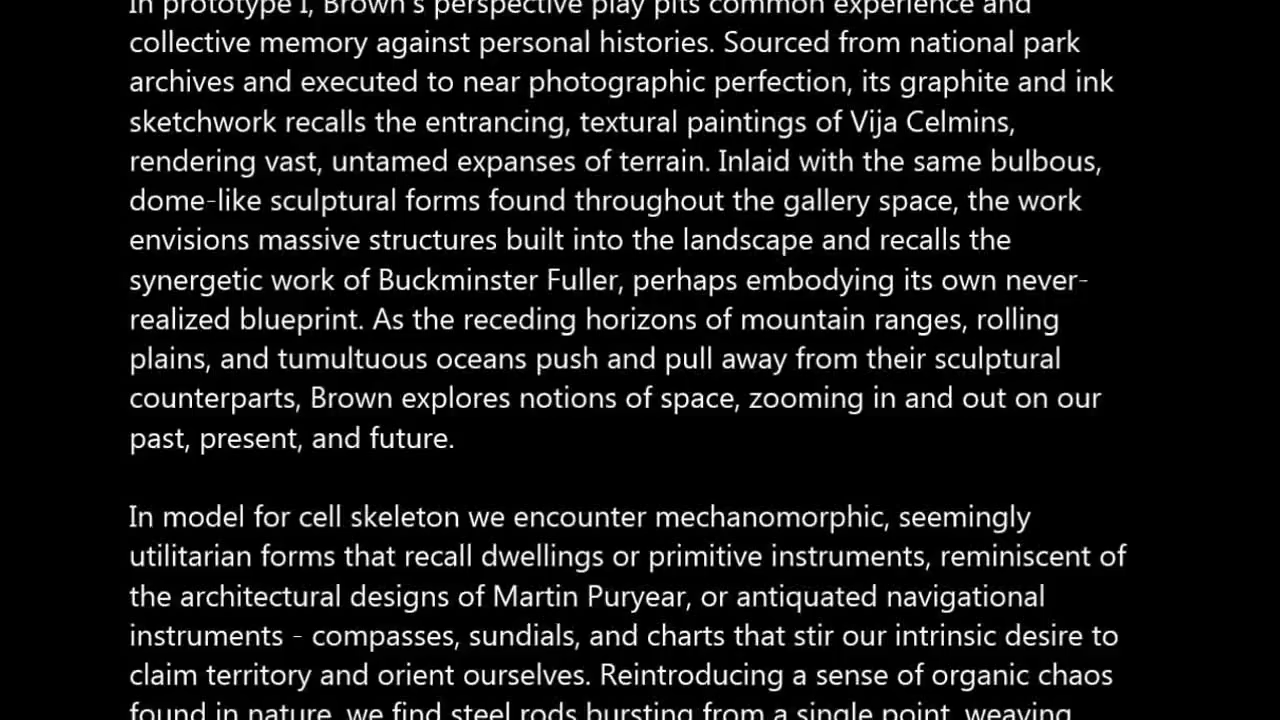 In prototype I, Brown's perspective play pits common experience and
collective memory against personal histories. Sourced from national park
archives and executed to near photographic perfection, its graphite and ink
sketchwork recalls the entrancing, textural paintings of Vija Celmins,
rendering vast, untamed expanses of terrain. Inlaid with the same bulbous,
dome-like sculptural forms found throughout the gallery space, the work
envisions massive structures built into the landscape and recalls the
synergetic work of Buckminster Fuller, perhaps embodying its own never-
realized blueprint. As the receding horizons of mountain ranges, rolling
plains, and tumultuous oceans push and pull away from their sculptural
counterparts, Brown explores notions of space, zooming in and out on our
past, present, and future.
In model for cell skeleton we encounter mechanomorphic, seemingly
utilitarian forms that recall dwellings or primitive instruments, reminiscent of
the architectural designs of Martin Puryear, or antiquated navigational
instruments - compasses, sundials, and charts that stir our intrinsic desire to
claim territory and orient ourselves. Reintroducing a sense of organic chaos
found in nature, we find steel rods bursting from a single point, weaving